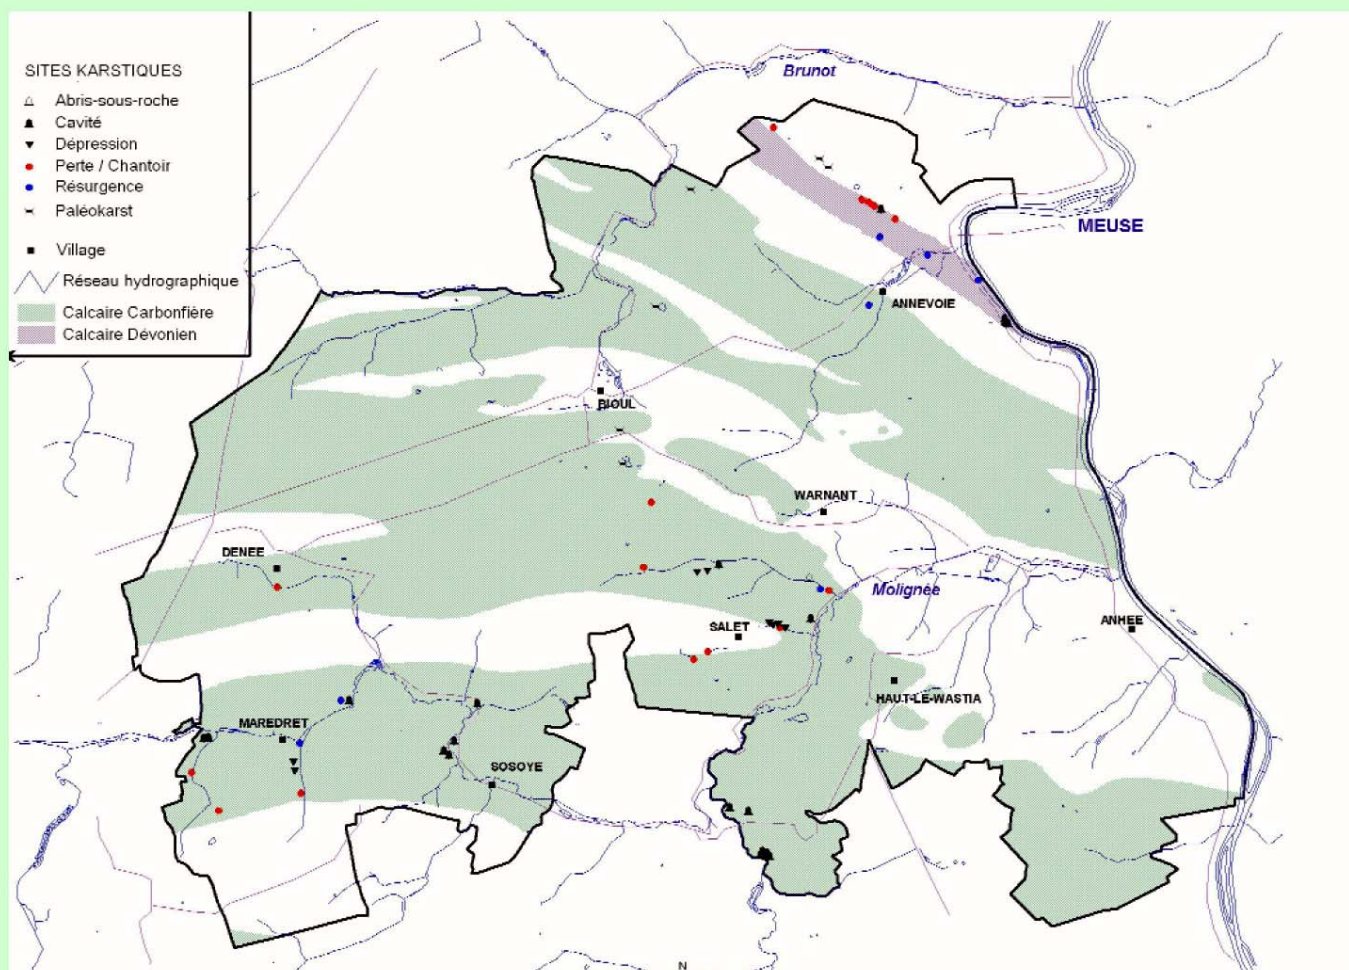 SITES KARSTIQUES
Abris-sous-roche
Cavité
Dépression
Perte / Chantoir
Résurgence
Paléokarst
Village
Réseau hydrographique
Calcaire Carbonfière
Calcaire Dévonien
Brunot
MEUSE
ANNEVOIE
BIOUL
WARNANT
DENEE
Molignée
SALET
ANHEE
HAUT-LE-WASTIA
MAREDRET
SOSOYE
N